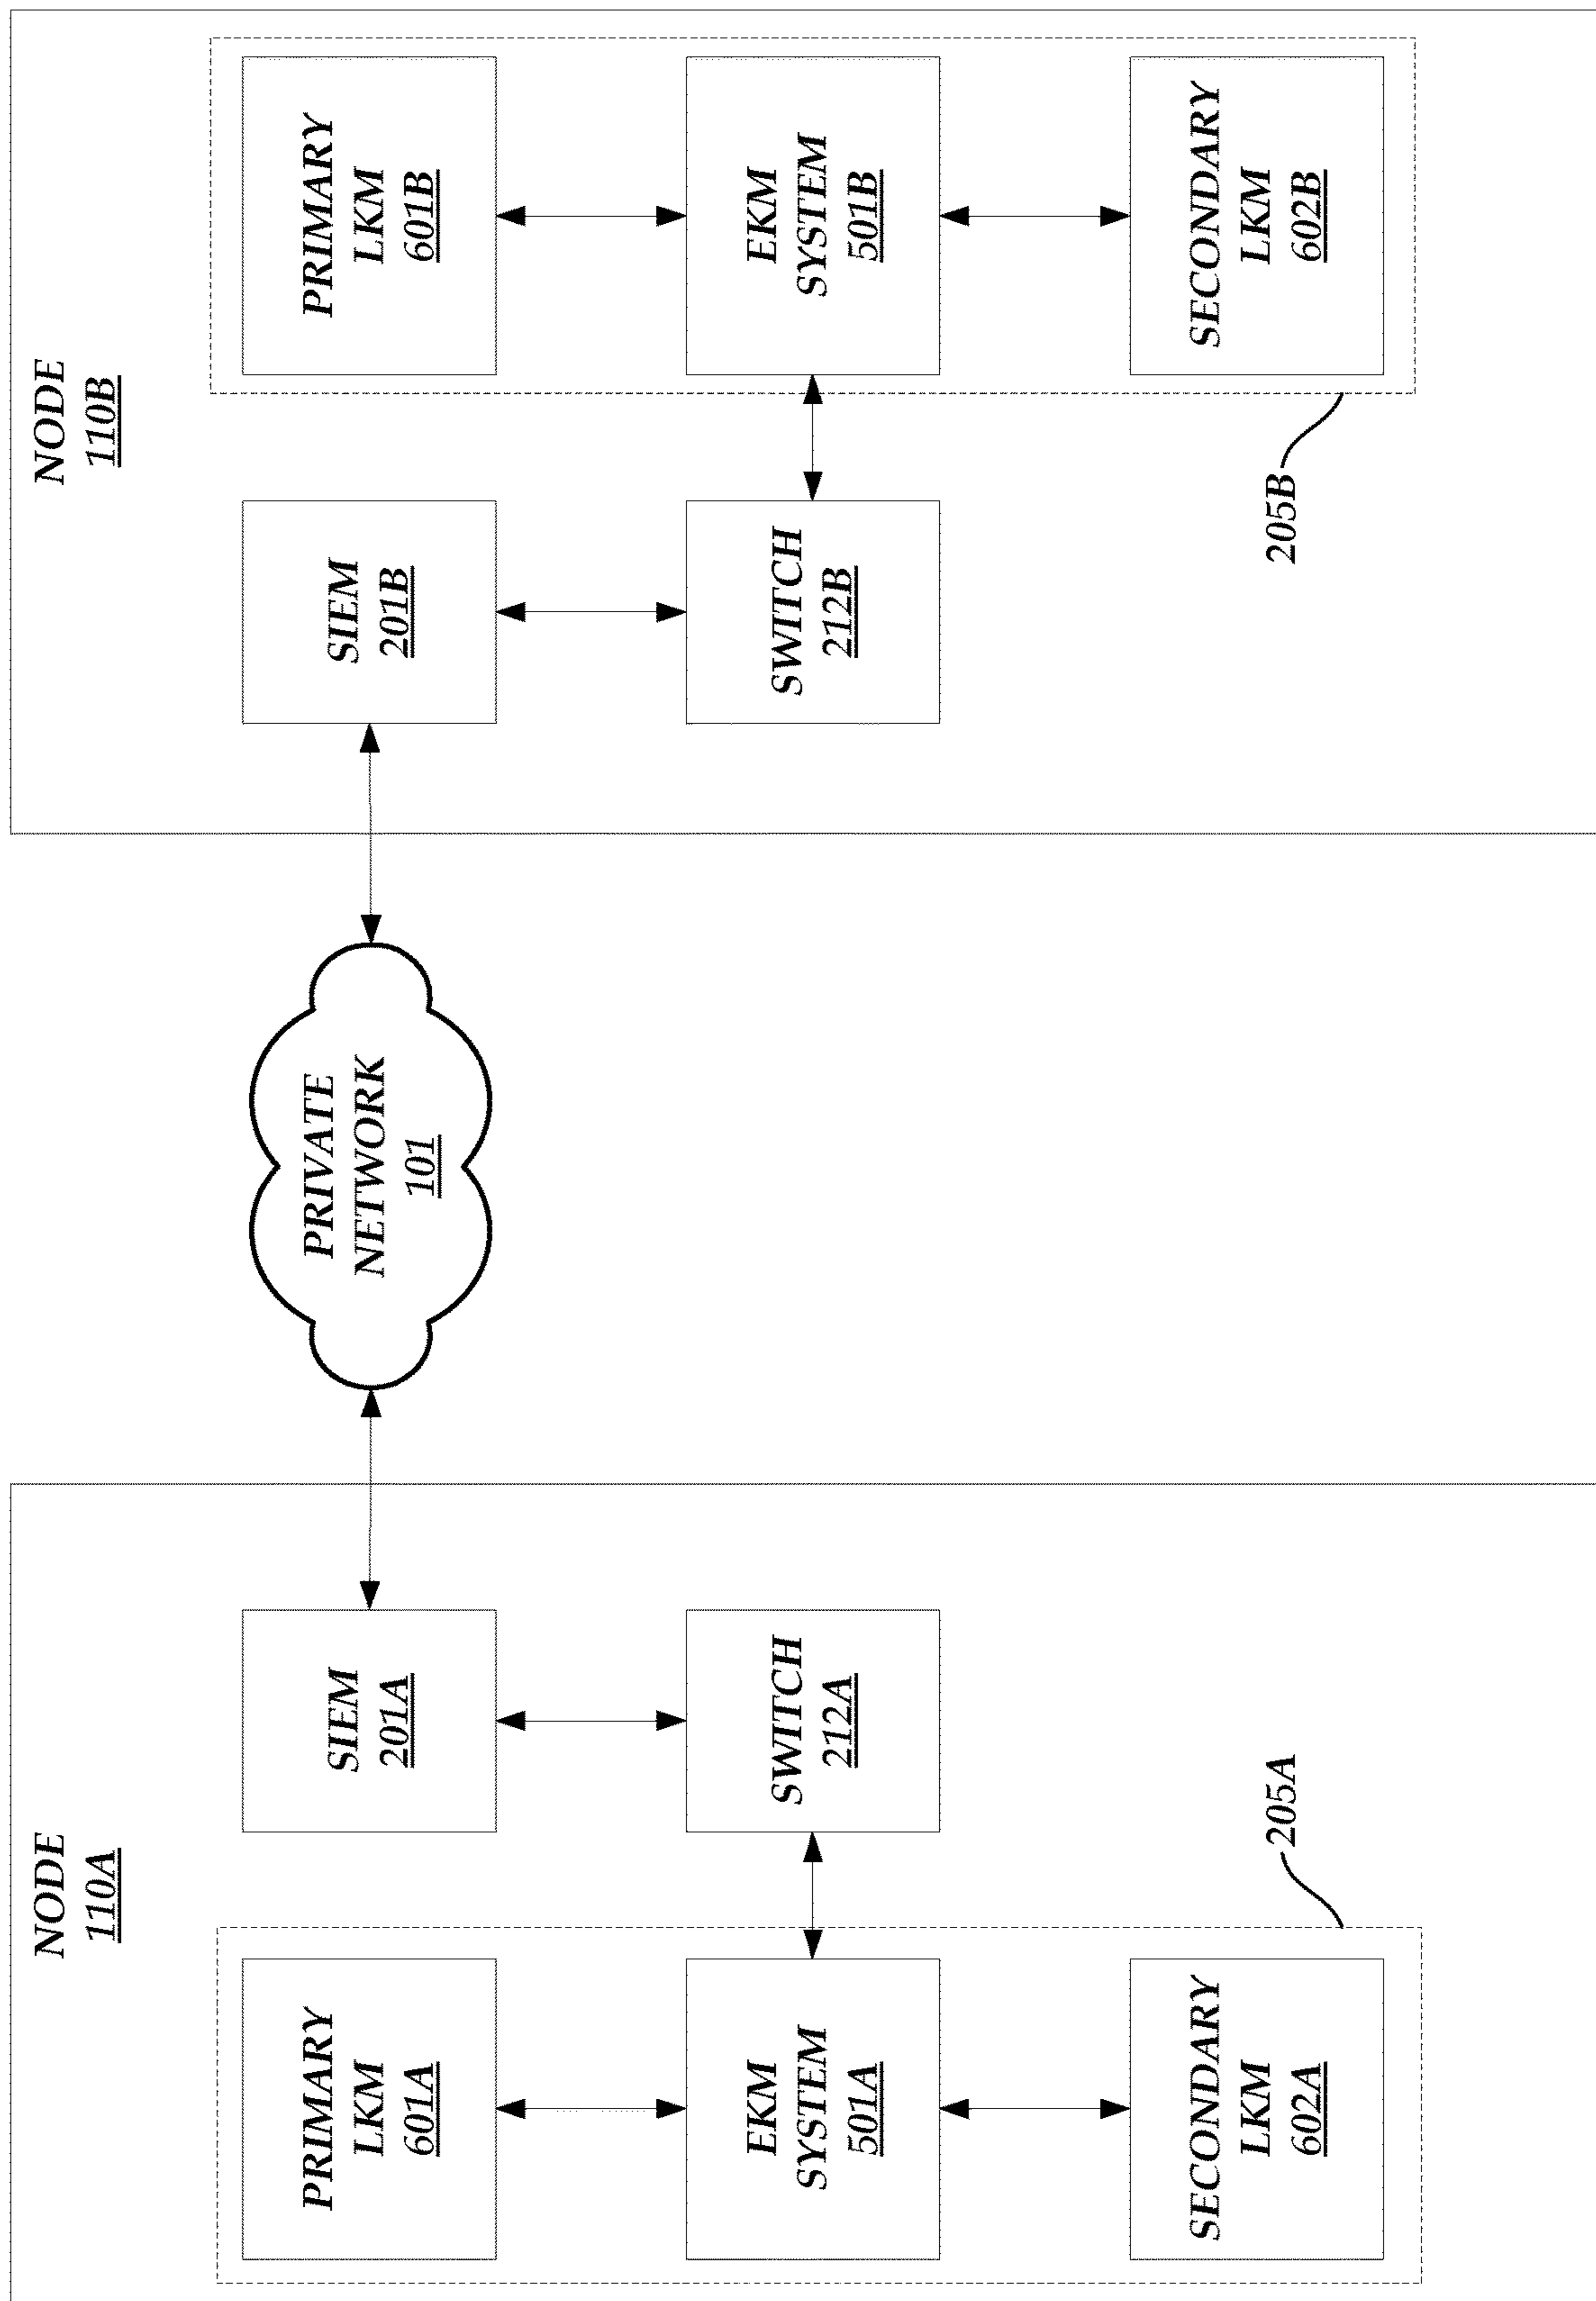 NODE
110A
PRIMARY
LKM
601A
SIEM
201A
EKM
SYSTEM
501A
SWITCH
212A
SECONDARY
LKM
602A
205A
PRIVATE
NETWORK
101
NODE
110B
SIEM
201B
PRIMARY
LKM
601B
SWITCH
212B
EKM
SYSTEM
501B
SECONDARY
LKM
602B
205B